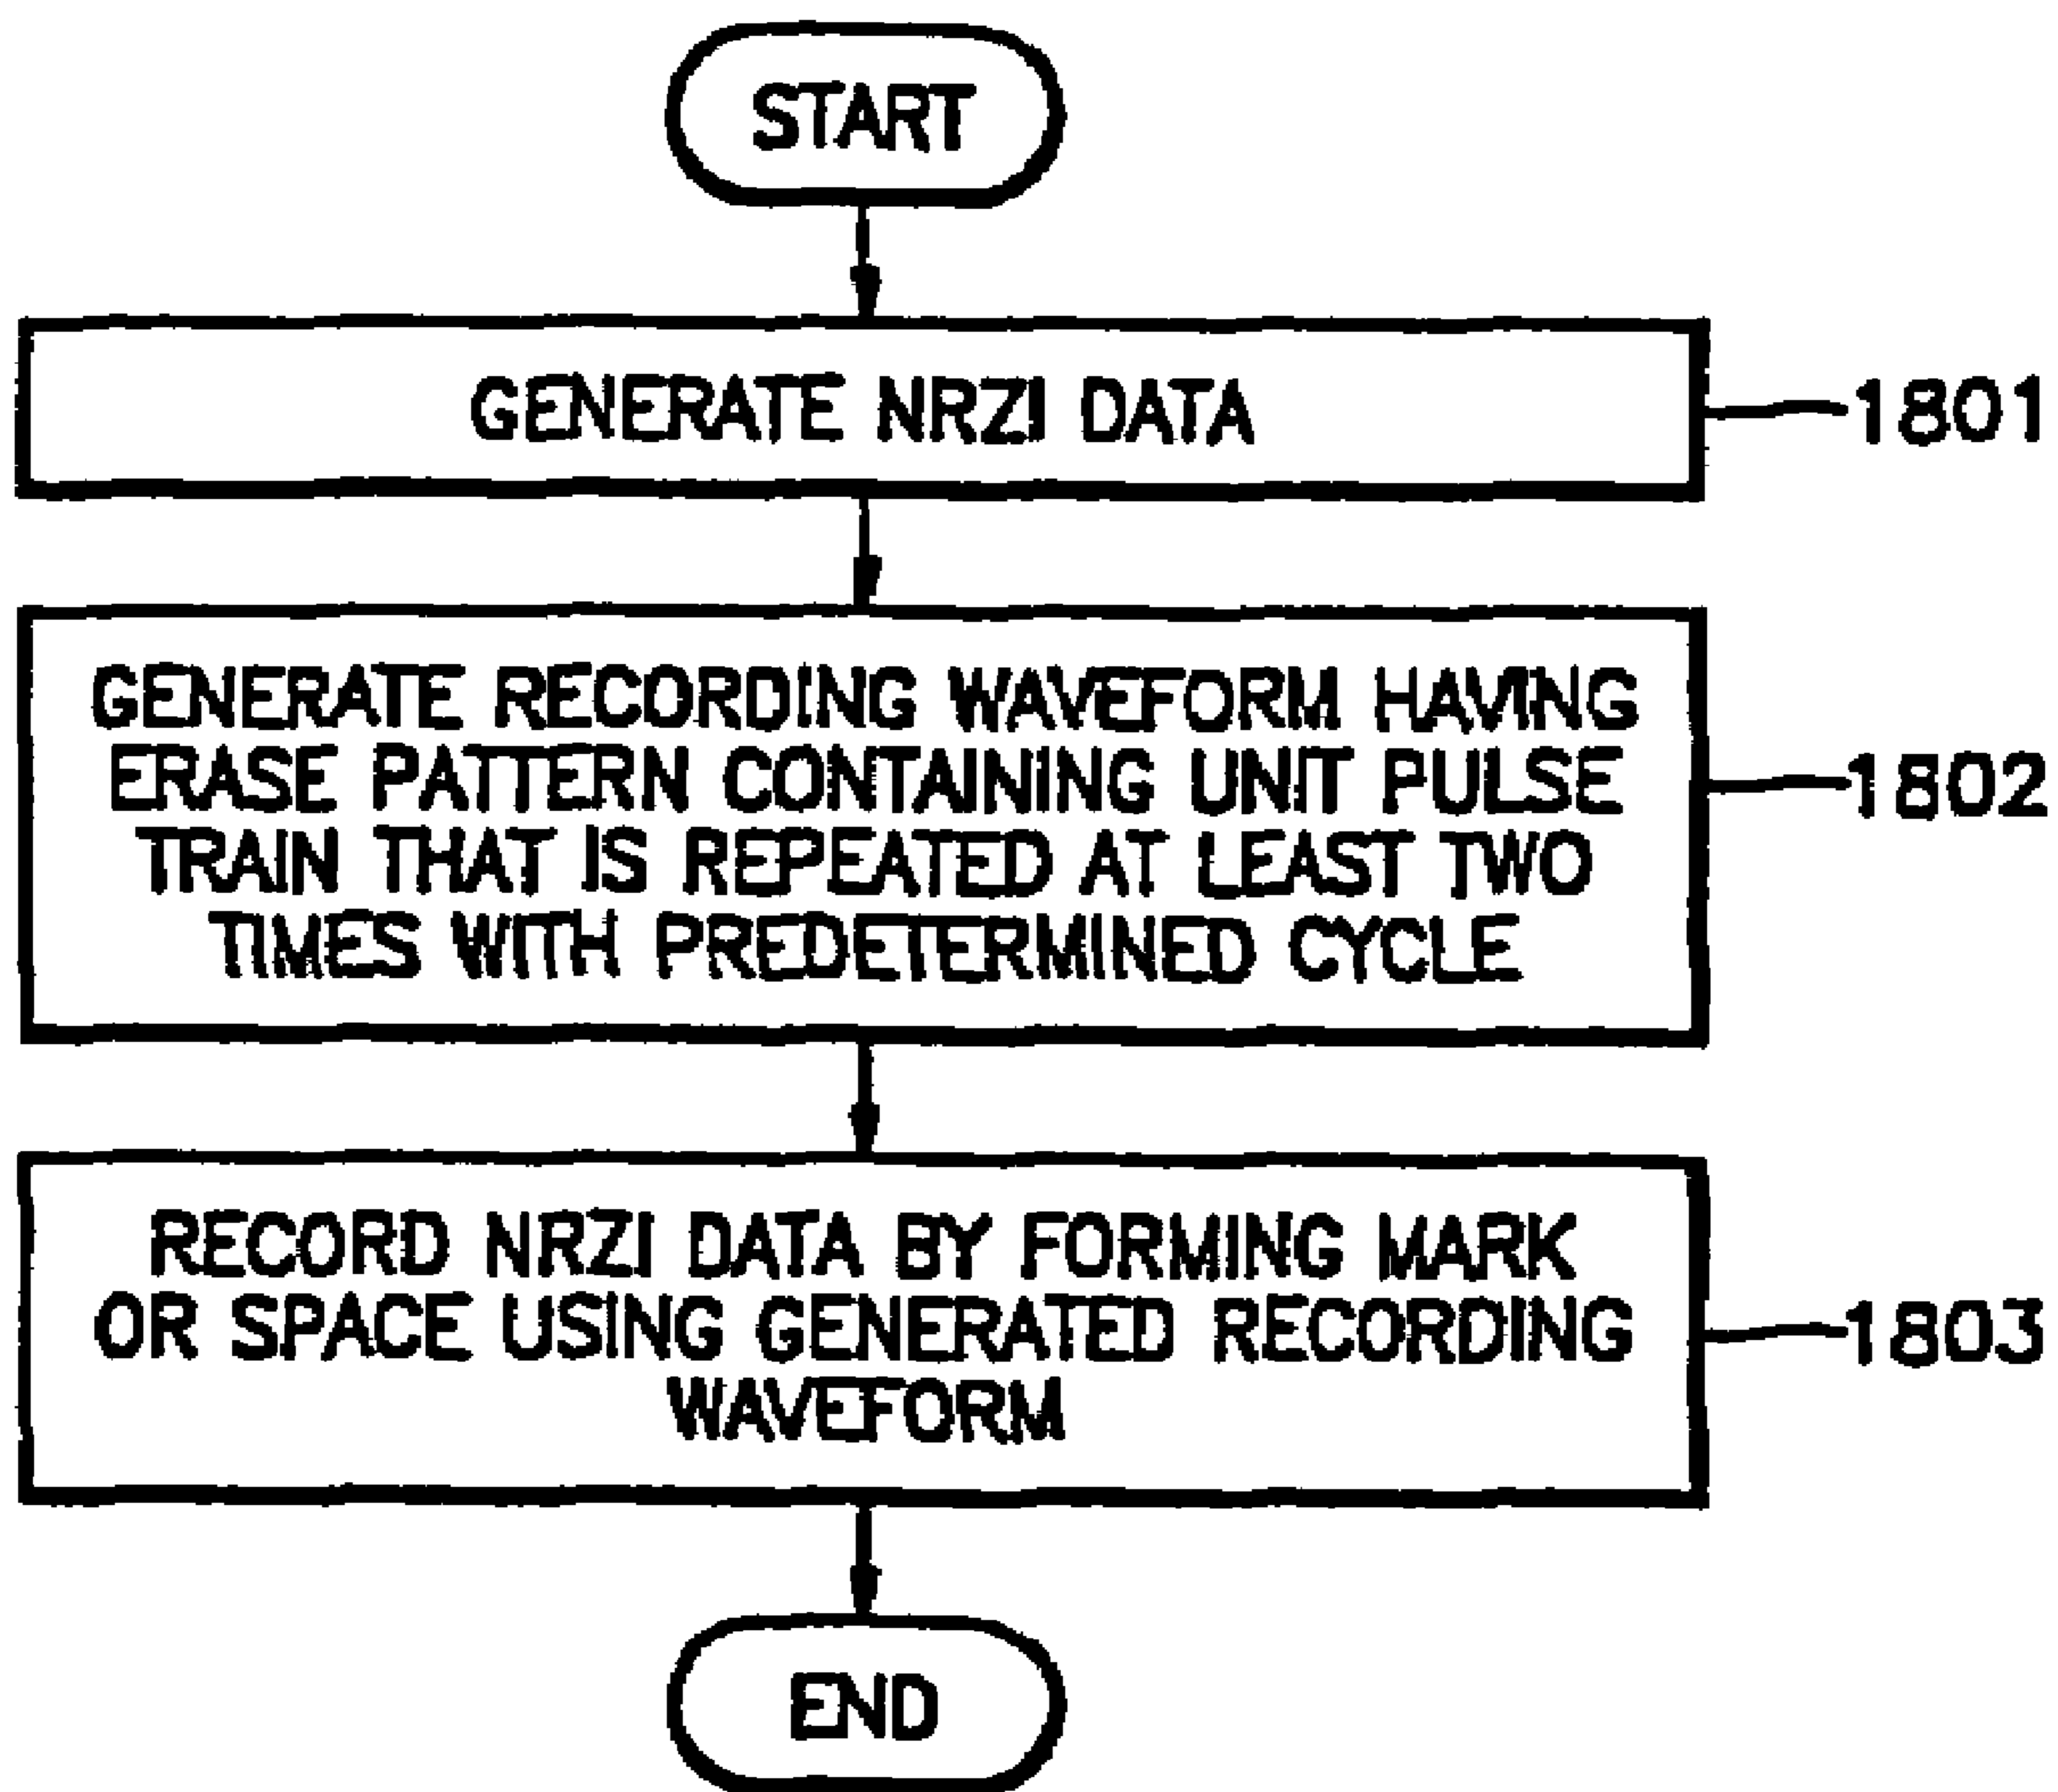 START
GENERATE NRZI DATA
1801
GENERATE RECORDING WAVEFORM HAVING
ERASE PATTERN CONTAINING UNIT PULSE
TRAIN THAT IS REPEATED AT LEAST TWO
TIMES WITH PREDETERMINED CYCLE
1802
RECORD NRZI DATA BY FORMING MARK
OR SPACE USING GENERATED RECORDING
WAVEFORM
1803
END